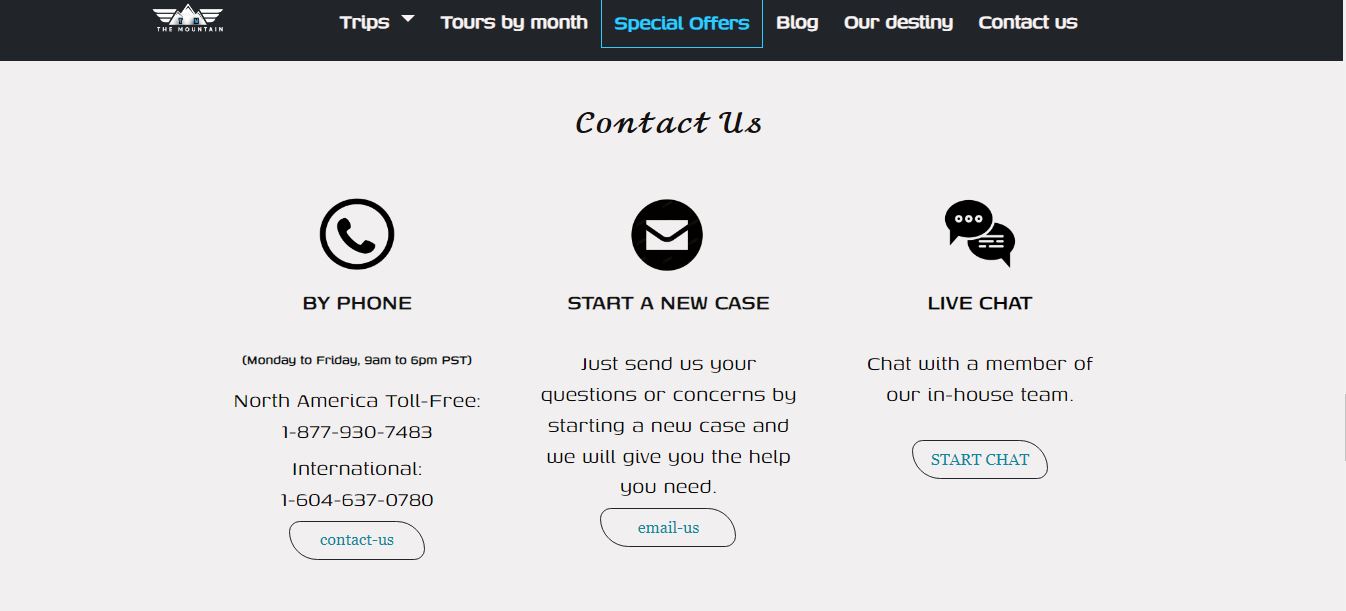 THE MOUNTAIN
Trips
Tours by month
Special Offers
Blog
Our destiny
Contact us
Contact Us
BY PHONE
(Monday to Friday, 9am to 6pm PST)
North America Toll-Free:
1-877-930-7483
International:
1-604-637-0780
contact-us
START A NEW CASE
Just send us your
questions or concerns by
starting a new case and
we will give you the help
you need.
email-us
LIVE CHAT
Chat with a member of
our in-house team.
START CHAT